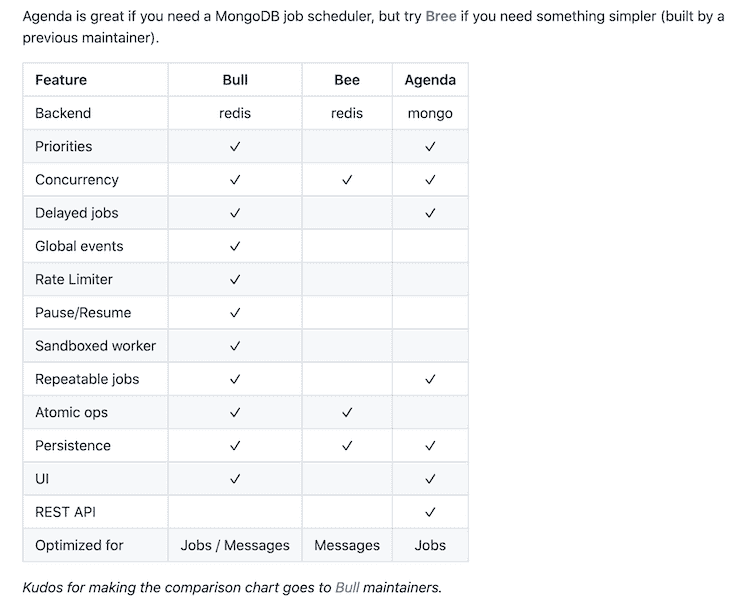 Agenda is great if you need a MongoDB job scheduler, but try Bree if you need something simpler (built by a
previous maintainer).
Feature Bull Bee Agenda
Backend redis redis mongo
Priorities ✓ ✓
Concurrency ✓ ✓ ✓
Delayed jobs ✓ ✓
Global events ✓
Rate Limiter ✓
Pause/Resume ✓
Sandboxed worker ✓
Repeatable jobs ✓ ✓
Atomic ops ✓ ✓
Persistence ✓ ✓ ✓
UI ✓ ✓
REST API ✓
Optimized for Jobs / Messages Messages Jobs
Kudos for making the comparison chart goes to Bull maintainers.